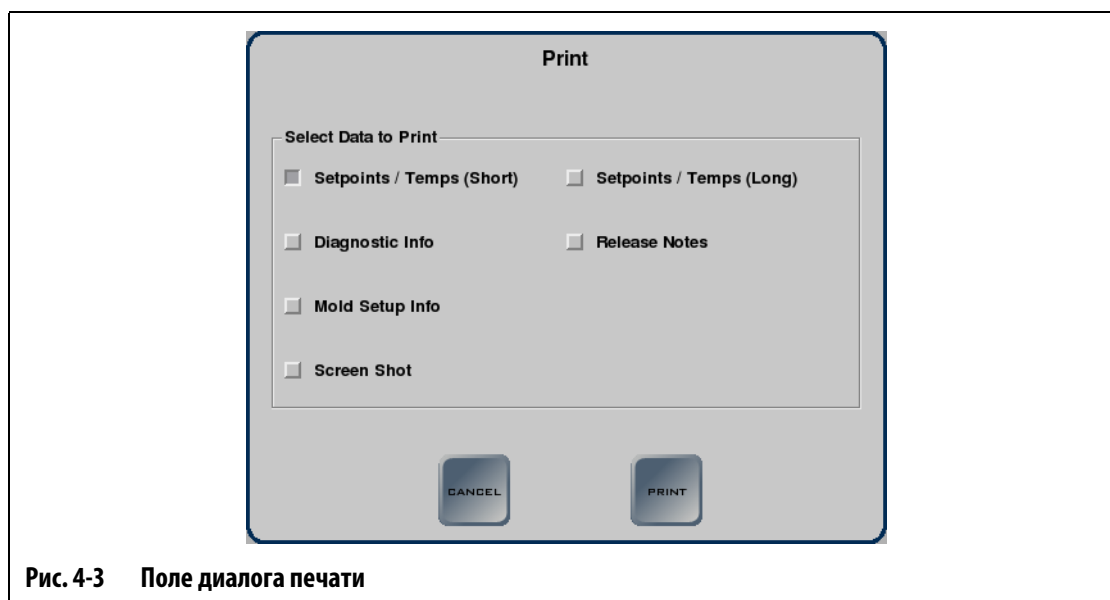 Print
Select Data to Print
Setpoints / Temps (Short) Setpoints / Temps (Long)
Diagnostic Info Release Notes
Mold Setup Info
Screen Shot
CANCEL PRINT
Рис. 4-3 Поле диалога печати